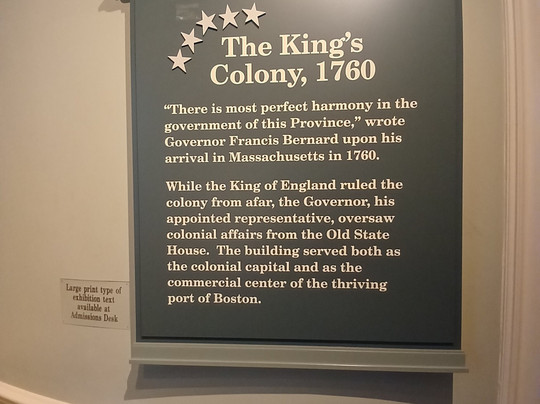 The King's
Colony, 1760
"There is most perfect harmony in the
government of this Province," wrote
Governor Francis Bernard upon his
arrival in Massachusetts in 1760.
While the King of England ruled the
colony from afar, the Governor, his
appointed representative, oversaw
colonial affairs from the Old State
House. The building served both as
the colonial capital and as the
commercial center of the thriving
port of Boston.
Large print type of
exhibition text
available at
Admissions Desk